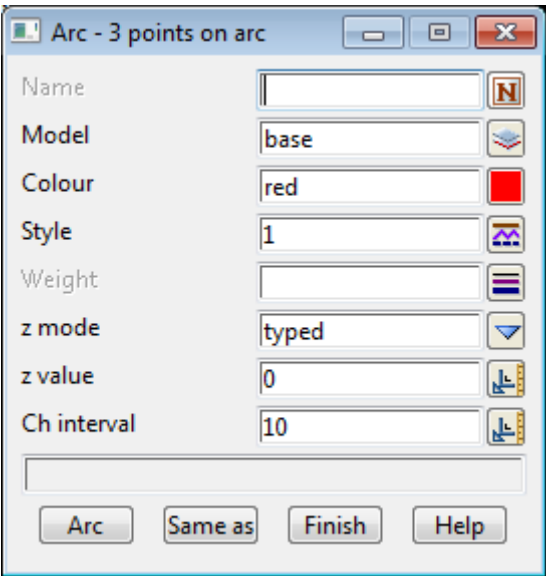 Arc - 3 points on arc
Name N
Model base
Colour red
Style 1
Weight
z mode typed
z value 0
Ch interval 10
Arc Same as Finish Help